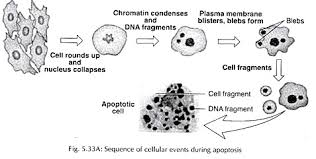 Chromatin condenses
and
DNA fragments
Plasma membrane
blisters, blebs form
Blebs
Cell rounds up
and
nucleus collapses
Cell fragments
Apoptotic
cell
Cell fragment
DNA fragment
Fig. 5.33A: Sequence of cellular events during apoptosis